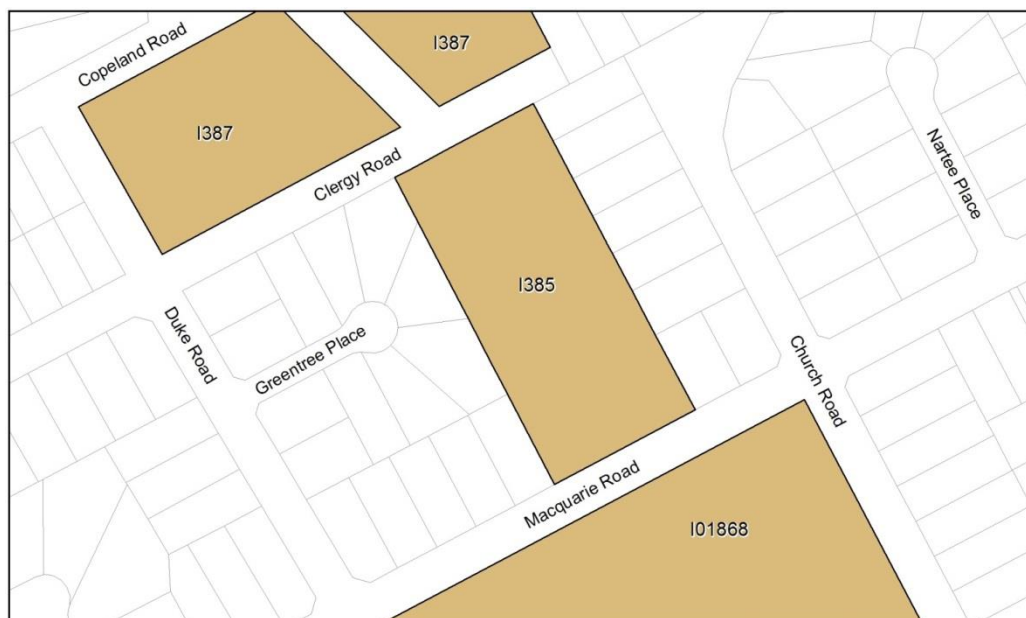 Copeland Road
I387
I387
Clergy Road
Nartee Place
I385
Duke Road
Greentree Place
Church Road
Macquarie Road
I01868